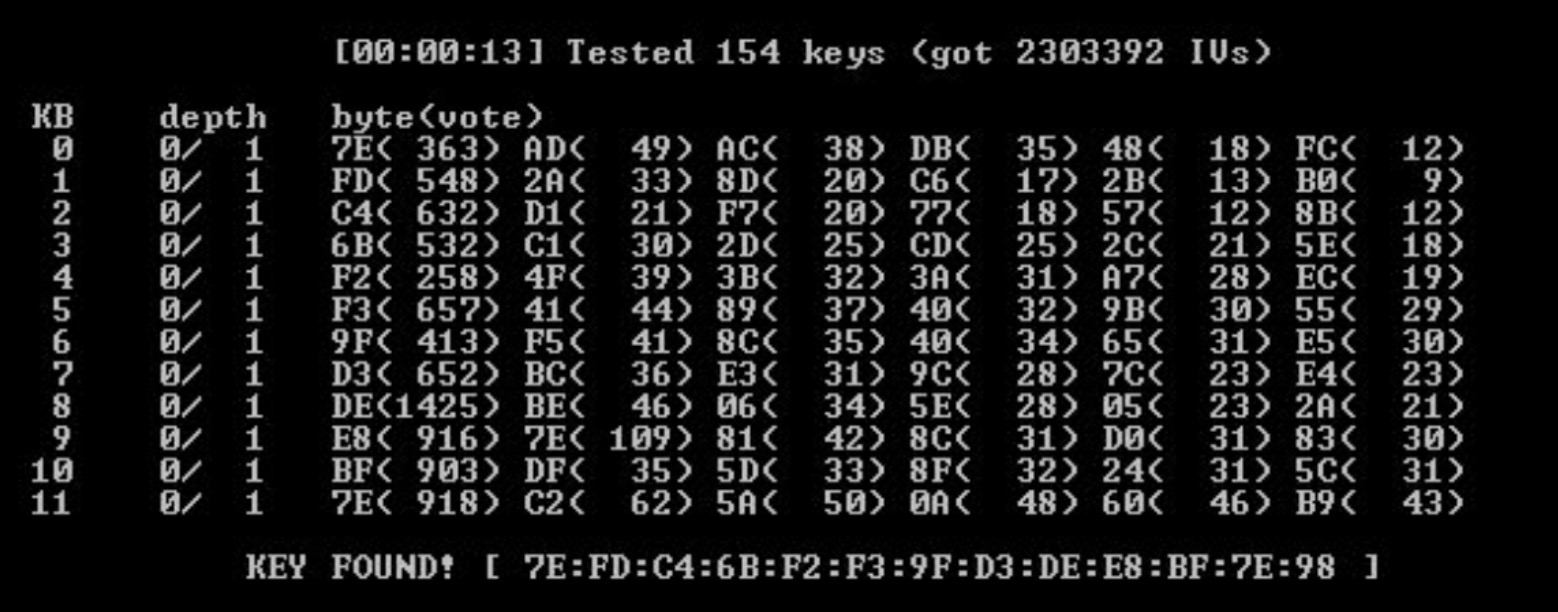 [00:00:13] Tested 154 keys (got 2303392 IVs)
KB depth byte(vote)
0 0/ 1 7E( 363) AD( 49) AC( 38) DB( 35) 48( 18) FC( 12)
1 0/ 1 FD( 548) 2A( 33) 8D( 20) C6( 17) 2B( 13) B0( 9)
2 0/ 1 C4( 632) D1( 21) F7( 20) 77( 18) 57( 12) 8B( 12)
3 0/ 1 6B( 532) C1( 30) 2D( 25) CD( 25) 2C( 21) 5E( 18)
4 0/ 1 F2( 258) 4F( 39) 3B( 32) 3A( 31) A7( 28) EC( 19)
5 0/ 1 F3( 657) 41( 44) 89( 37) 40( 32) 9B( 30) 55( 29)
6 0/ 1 9F( 413) F5( 41) 8C( 35) 40( 34) 65( 31) E5( 30)
7 0/ 1 D3( 652) BC( 36) E3( 31) 9C( 28) 7C( 23) E4( 23)
8 0/ 1 DE(1425) BE( 46) 06( 34) 5E( 28) 05( 23) 2A( 21)
9 0/ 1 E8( 916) 7E( 109) 81( 42) 8C( 31) D0( 31) 83( 30)
10 0/ 1 BF( 903) DF( 35) 5D( 33) 8F( 32) 24( 31) 5C( 31)
11 0/ 1 7E( 918) C2( 62) 5A( 50) 0A( 48) 60( 46) B9( 43)
KEY FOUND! [ 7E:FD:C4:6B:F2:F3:9F:D3:DE:E8:BF:7E:98 ]